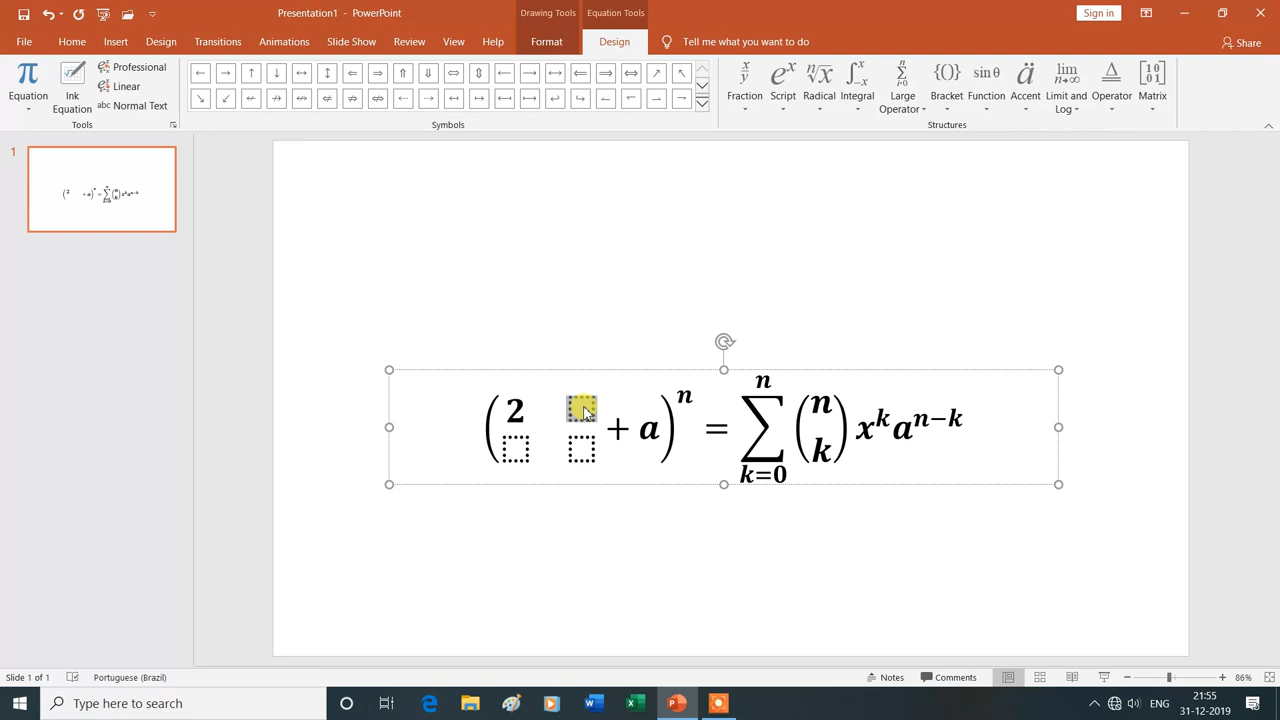 Presentation1 - PowerPoint
Drawing Tools
Equation Tools
Sign in
File
Home
Insert
Design
Transitions
Animations
Slide Show
Review
View
Help
Format
Design
Tell me what you want to do
Share
Equation
Ink Equation
Professional
Linear
abc Normal Text
Fraction
Script
Radical
Integral
Large Operator
Bracket
Function
Accent
Limit and Log
Operator
Matrix
Tools
Symbols
Structures
1
(2 + a)^n = ∑_{k=0}^{n} (n k) x^k a^{n−k}
Slide 1 of 1
Portuguese (Brazil)
Notes
Comments
86%
Type here to search
ENG
21:55
31-12-2019